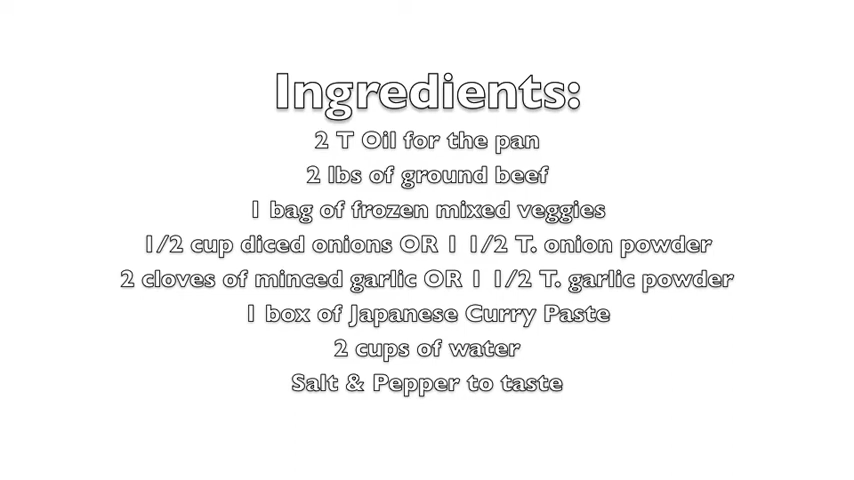 Ingredients:
2 T Oil for the pan
2 lbs of ground beef
1 bag of frozen mixed veggies
1/2 cup diced onions OR 1 1/2 T. onion powder
2 cloves of minced garlic OR 1 1/2 T. garlic powder
1 box of Japanese Curry Paste
2 cups of water
Salt & Pepper to taste